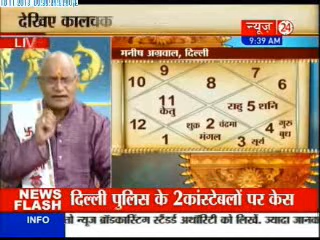 देखिए कालचक्र
न्यूज़ 24
LIVE
9:39 AM
मनीष अग्रवाल, दिल्ली
9
7
10
8
6
11
केतु
राहु 5 शनि
12
शुक्र 2 चंद्रमा
मंगल
4 गुरु
बुध
1
3 सूर्य
NEWS
FLASH
दिल्ली पुलिस के 2कांस्टेबलों पर केस
INFO
न्यूज़ ब्रॉडकास्टिंग स्टैंडर्ड अथॉरिटी को लिखें. ज्यादा